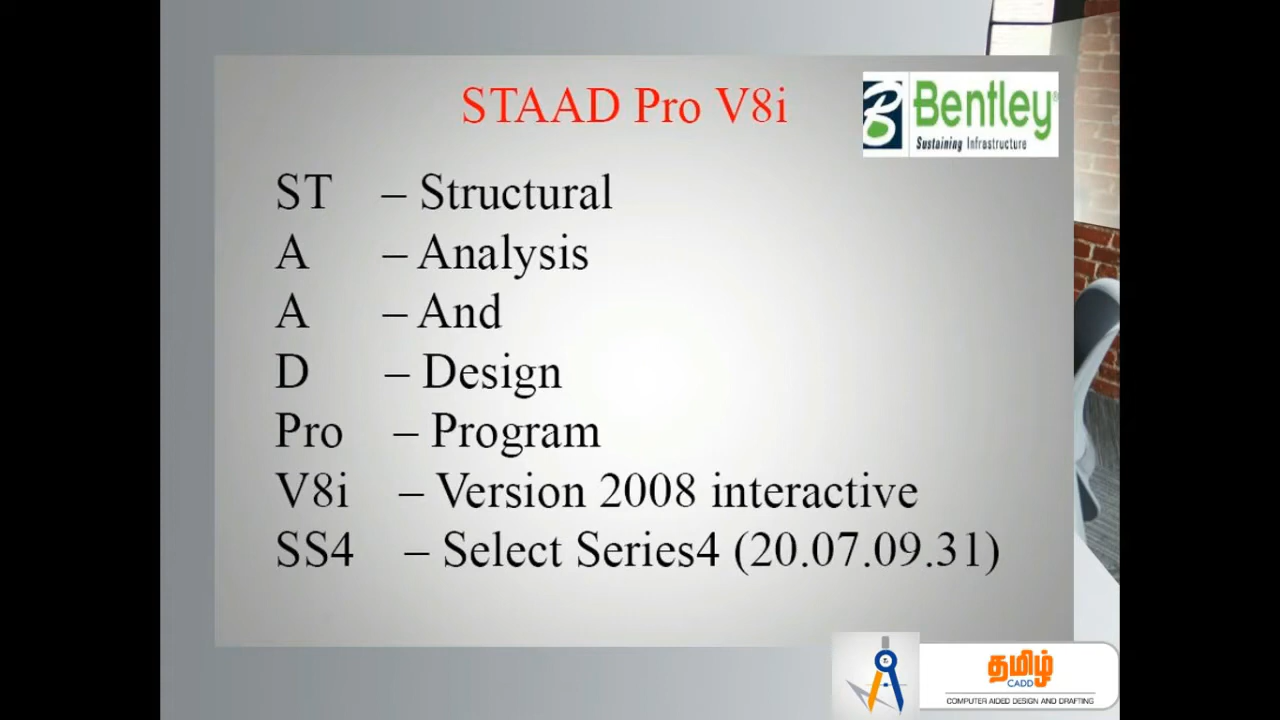 STAAD Pro V8i
Bentley®
Sustaining Infrastructure
ST – Structural
A – Analysis
A – And
D – Design
Pro – Program
V8i – Version 2008 interactive
SS4 – Select Series4 (20.07.09.31)
தமிழ்
CADD
COMPUTER AIDED DESIGN AND DRAFTING